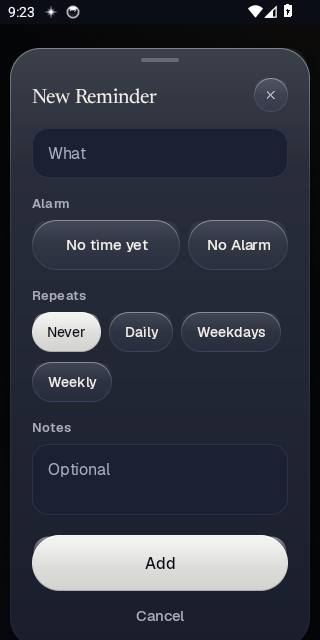 9:23
New Reminder
What
Alarm
No time yet
No Alarm
Repeats
Never
Daily
Weekdays
Weekly
Notes
Optional
Add
Cancel